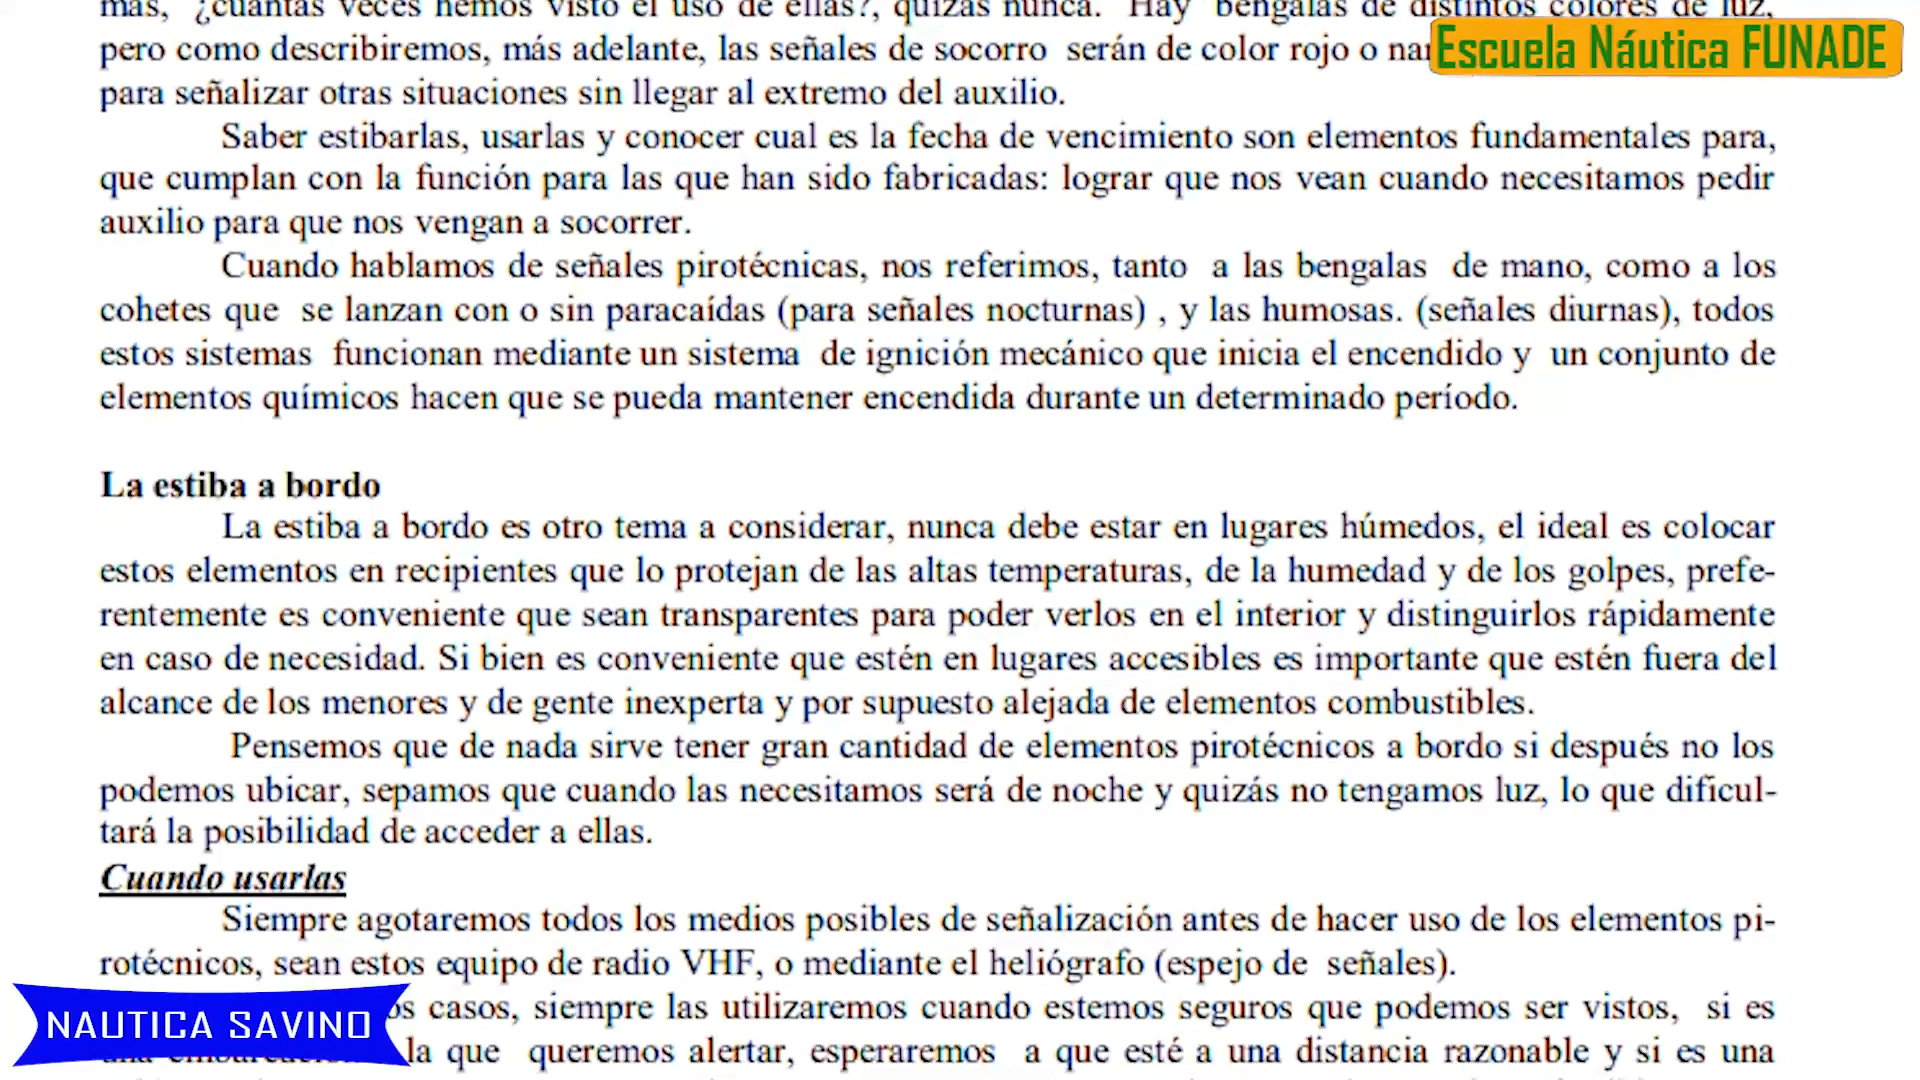 mas, ¿cuantas veces hemos visto el uso de ellas?, quizás nunca. Hay bengalas de distintos colores de luz,
pero como describiremos, más adelante, las señales de socorro serán de color rojo o
Escuela Náutica FUNADE
para señalizar otras situaciones sin llegar al extremo del auxilio.
Saber estibarlas, usarlas y conocer cual es la fecha de vencimiento son elementos fundamentales para,
que cumplan con la función para las que han sido fabricadas: lograr que nos vean cuando necesitamos pedir
auxilio para que nos vengan a socorrer.
Cuando hablamos de señales pirotécnicas, nos referimos, tanto a las bengalas de mano, como a los
cohetes que se lanzan con o sin paracaídas (para señales nocturnas) , y las humosas. (señales diurnas), todos
estos sistemas funcionan mediante un sistema de ignición mecánico que inicia el encendido y un conjunto de
elementos químicos hacen que se pueda mantener encendida durante un determinado período.
La estiba a bordo
La estiba a bordo es otro tema a considerar, nunca debe estar en lugares húmedos, el ideal es colocar
estos elementos en recipientes que lo protejan de las altas temperaturas, de la humedad y de los golpes, prefe-
rentemente es conveniente que sean transparentes para poder verlos en el interior y distinguirlos rápidamente
en caso de necesidad. Si bien es conveniente que estén en lugares accesibles es importante que estén fuera del
alcance de los menores y de gente inexperta y por supuesto alejada de elementos combustibles.
Pensemos que de nada sirve tener gran cantidad de elementos pirotécnicos a bordo si después no los
podemos ubicar, sepamos que cuando las necesitamos será de noche y quizás no tengamos luz, lo que dificul-
tará la posibilidad de acceder a ellas.
Cuando usarlas
Siempre agotaremos todos los medios posibles de señalización antes de hacer uso de los elementos pi-
rotécnicos, sean estos equipo de radio VHF, o mediante el heliógrafo (espejo de señales).
casos, siempre las utilizaremos cuando estemos seguros que podemos ser vistos, si es
NAUTICA SAVINO
la que queremos alertar, esperaremos a que esté a una distancia razonable y si es una